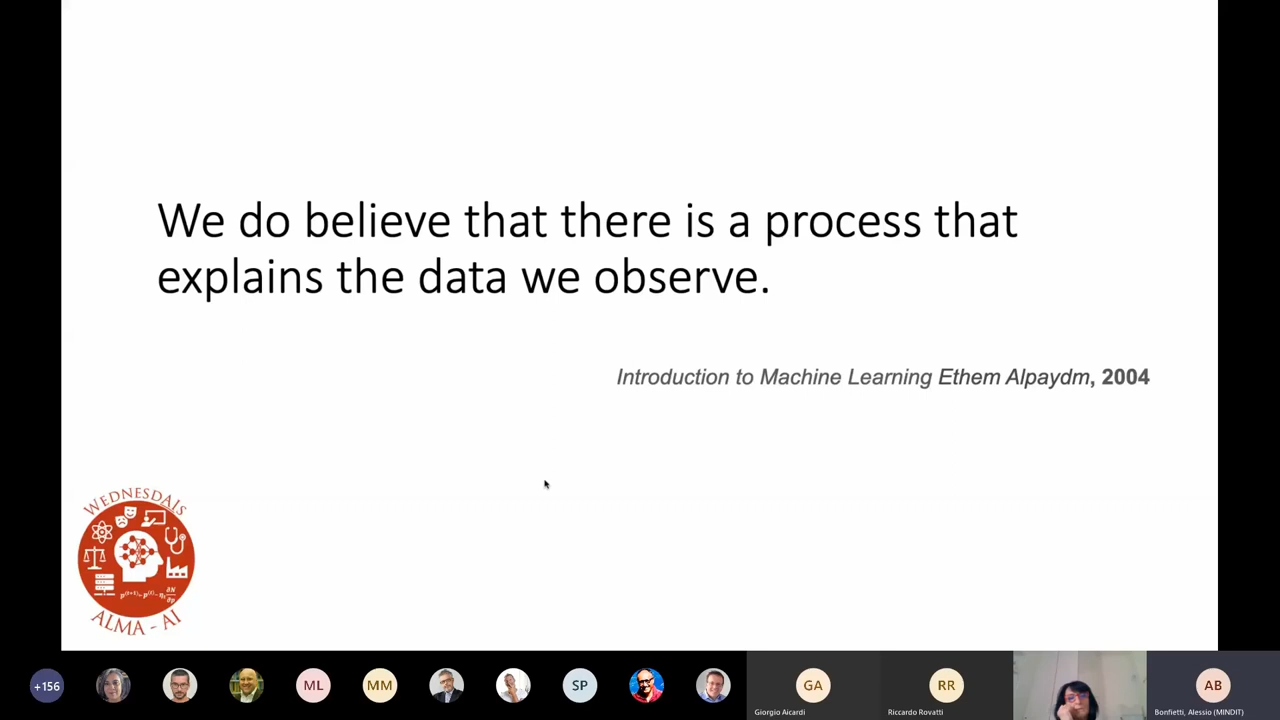 We do believe that there is a process that
explains the data we observe.
Introduction to Machine Learning Ethem Alpaydm, 2004
WEDNESDAIS
ALMA - AI
+156
ML
MM
SP
GA
RR
AB
Giorgio Aicardi
Riccardo Rovatti
Bonfietti, Alessio (MINDIT)